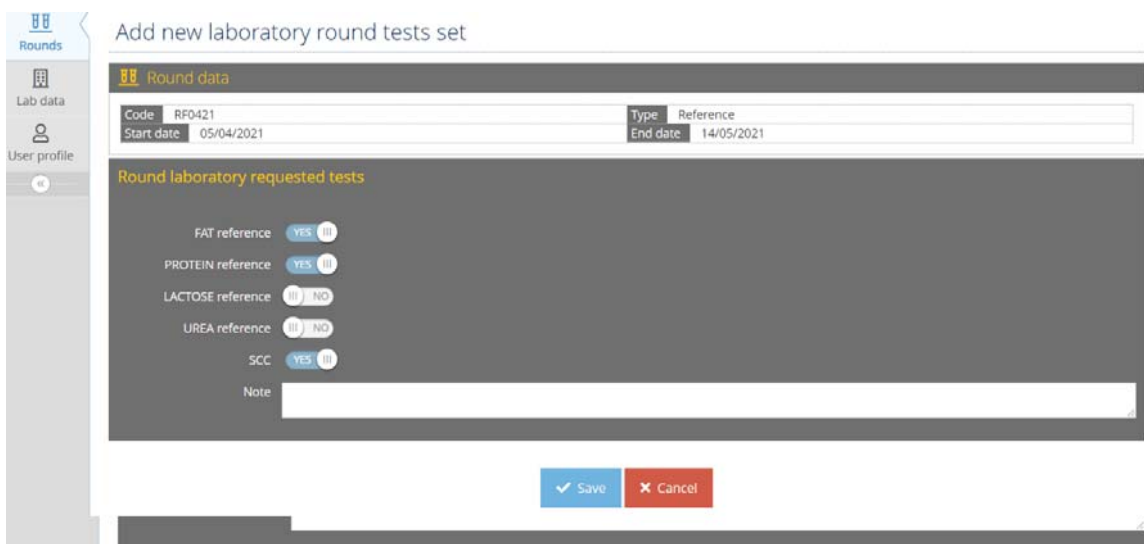 Rounds
Lab data
User profile
Add new laboratory round tests set
Round data
Code RF0421 Type Reference
Start date 05/04/2021 End date 14/05/2021
Round laboratory requested tests
FAT reference YES
PROTEIN reference YES
LACTOSE reference NO
UREA reference NO
SCC YES
Note
Save Cancel